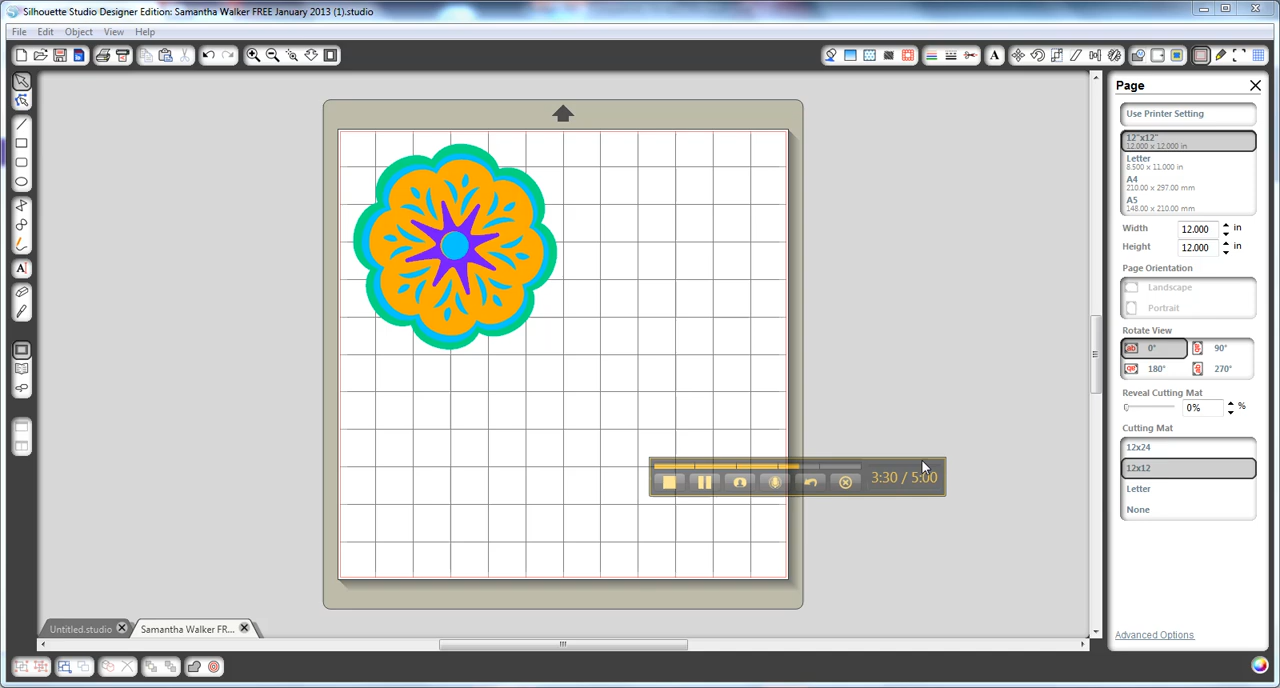 Silhouette Studio Designer Edition: Samantha Walker FREE January 2013 (1).studio
File Edit Object View Help
A
Page
Use Printer Setting
12"x12"
12.000 x 12.000 in
Letter
8.500 x 11.000 in
A4
210.00 x 297.00 mm
A5
148.00 x 210.00 mm
Width 12.000 in
Height 12.000 in
Page Orientation
Landscape
Portrait
Rotate View
0° 90°
180° 270°
Reveal Cutting Mat
0% %
Cutting Mat
12x24
12x12
Letter
None
3:30 / 5:00
Untitled.studio
Samantha Walker FR...
Advanced Options